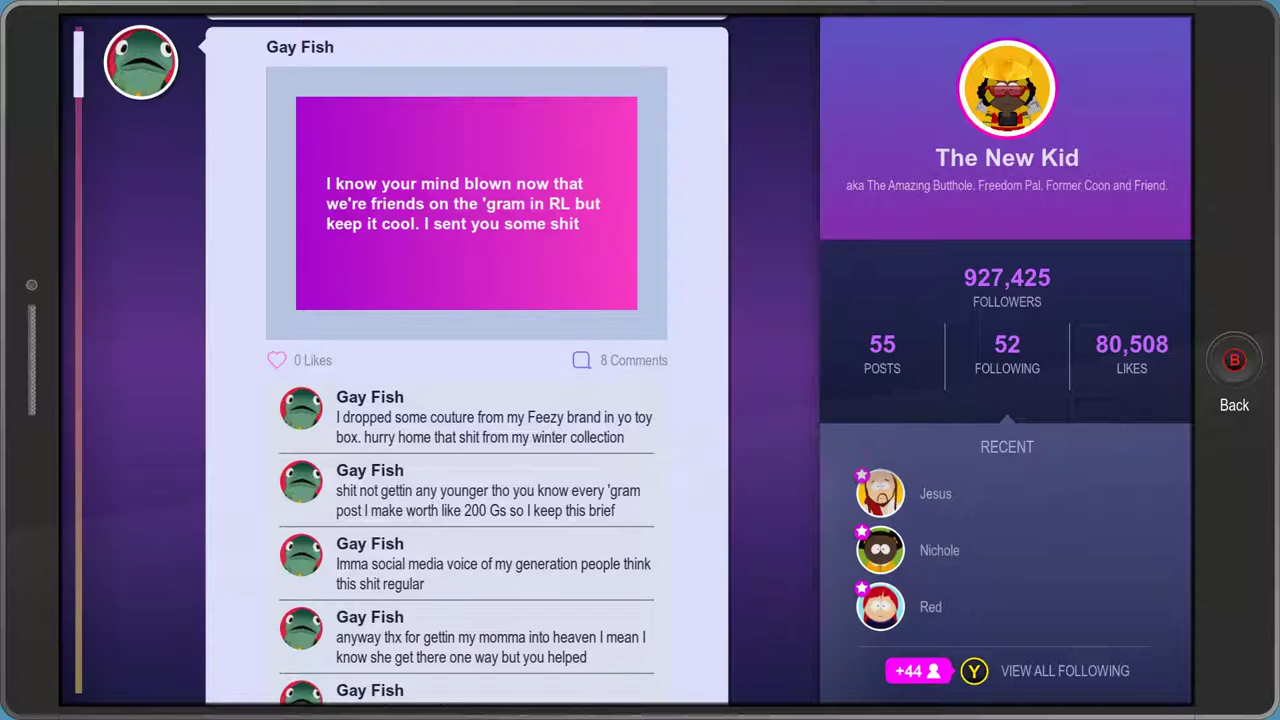 Gay Fish
I know your mind blown now that
we're friends on the 'gram in RL but
keep it cool. I sent you some shit
0 Likes
8 Comments
Gay Fish
I dropped some couture from my Feezy brand in yo toy
box. hurry home that shit from my winter collection
Gay Fish
shit not gettin any younger tho you know every 'gram
post I make worth like 200 Gs so I keep this brief
Gay Fish
Imma social media voice of my generation people think
this shit regular
Gay Fish
anyway thx for gettin my momma into heaven I mean I
know she get there one way but you helped
Gay Fish
The New Kid
aka The Amazing Butthole. Freedom Pal. Former Coon and Friend.
927,425
FOLLOWERS
55
POSTS
52
FOLLOWING
80,508
LIKES
RECENT
Jesus
Nichole
Red
+44
Y
VIEW ALL FOLLOWING
B
Back